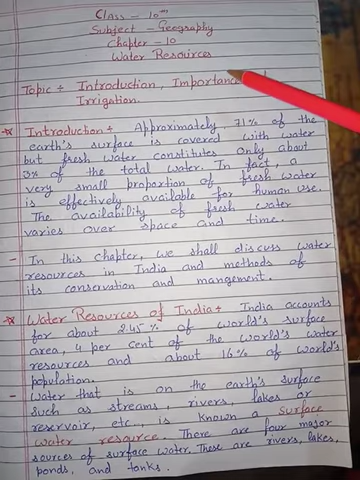 Class - 10th
Subject - Geography
Chapter - 10
Water Resources
Topic ÷ Introduction, Importance
Irrigation.
* Introduction ÷ Approximately, 71% of the
earth's surface is covered with water
but fresh water constitutes only about
3% of the total water. In fact, a
very small proportion of fresh water
is effectively available for human use.
The availability of fresh water
varies over space and time.
- In this chapter, we shall discuss water
resources in India and methods of
its conservation and mangement.
* Water Resources of India ÷ India accounts
for about 2.45% of world's surface
area, 4 per cent of the world's water
resources and about 16% of world's
population.
- Water that is on the earth's surface
such as streams, rivers, lakes or
reservoir, etc., is known a surface
water resource. There are four major
sources of surface water. These are rivers, lakes,
ponds, and tanks.